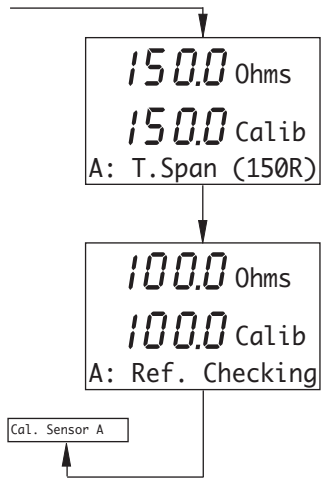 150.0 Ohms
150.0 Calib
A: T.Span (150R)
100.0 Ohms
100.0 Calib
A: Ref. Checking
Cal. Sensor A